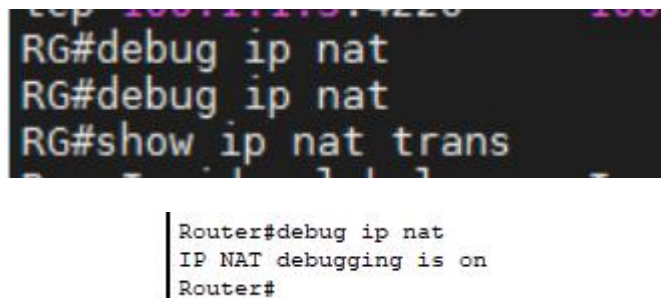 RG#debug ip nat
RG#debug ip nat
RG#show ip nat trans
Router#debug ip nat
IP NAT debugging is on
Router#